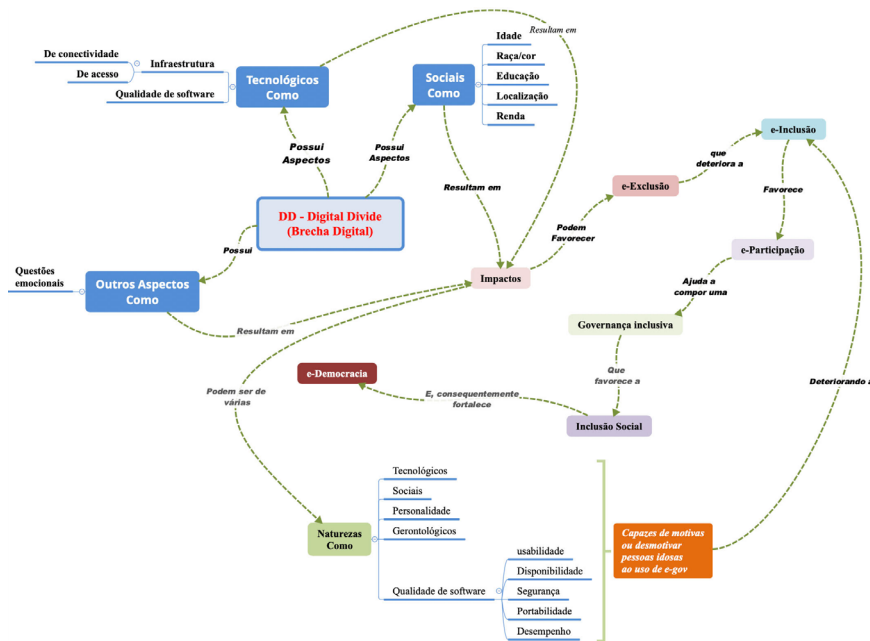 Resultam em
De conectividade
De acesso
Infraestrutura
Qualidade de software
Tecnológicos
Como
Sociais
Como
Idade
Raça/cor
Educação
Localização
Renda
Possui
Aspectos
Possui
Aspectos
DD - Digital Divide
(Brecha Digital)
Possui
Questões
emocionais
Outros Aspectos
Como
Resultam em
Resultam em
Impactos
Podem
Favorecer
e-Exclusão
que
deteriora a
e-Inclusão
Favorece
e-Participação
Ajuda a
compor uma
Governança inclusiva
Que
favorece a
Inclusão Social
E, consequentemente
fortalece
e-Democracia
Podem ser de
várias
Naturezas
Como
Tecnológicos
Sociais
Personalidade
Gerontológicos
Qualidade de software
usabilidade
Disponibilidade
Segurança
Portabilidade
Desempenho
Capazes de motivas
ou desmotivar
pessoas idosas
ao uso de e-gov
Deteriorando a